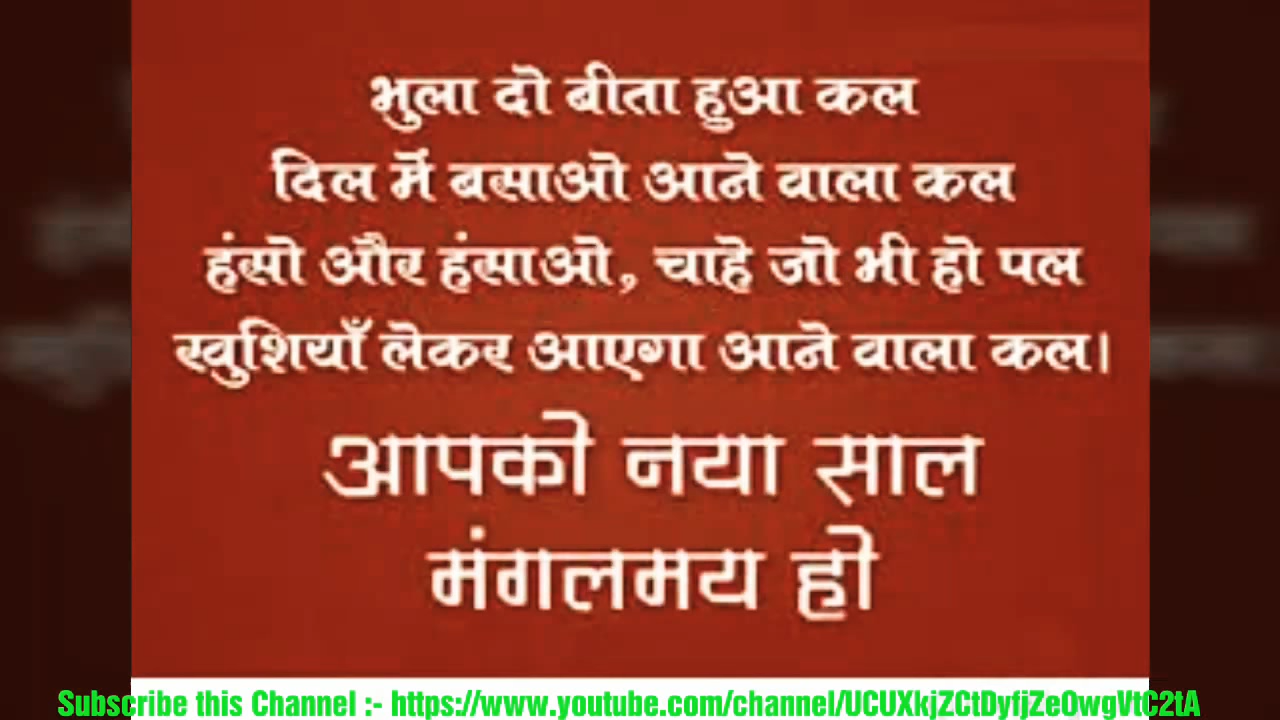 भुला दो बीता हुआ कल
दिल में बसाओ आने वाला कल
हंसो और हंसाओ, चाहे जो भी हो पल
खुशियाँ लेकर आएगा आने वाला कल।
आपको नया साल
मंगलमय हो
Subscribe this Channel :- https://www.youtube.com/channel/UCUXkjZCtDyfjZeOwgVtC2tA